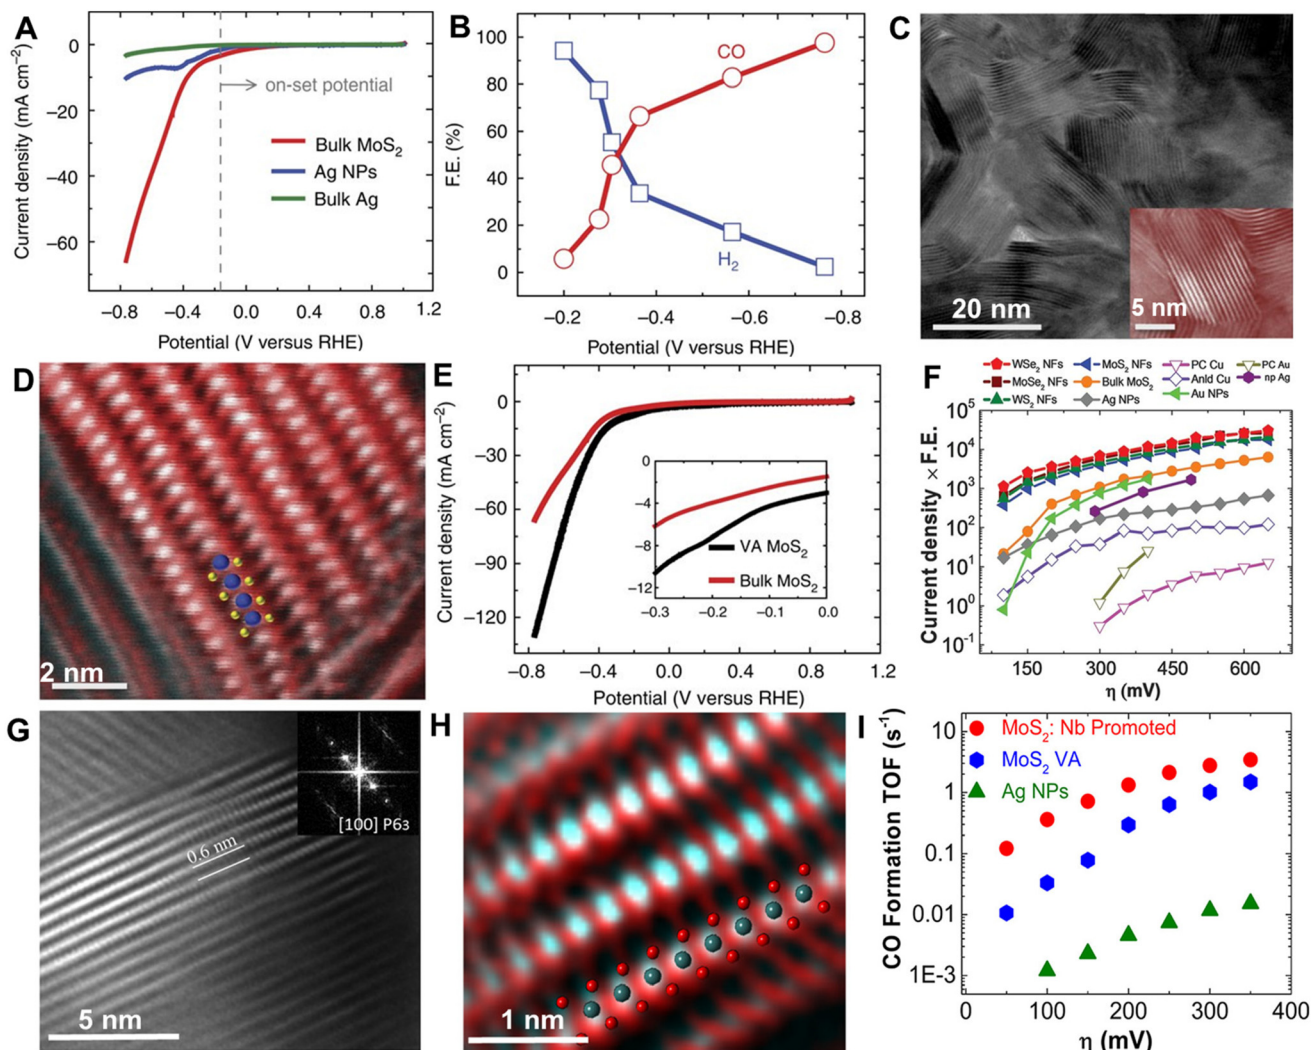 A
Current density (mA cm⁻²)
0
−20
−40
−60
on-set potential
Bulk MoS₂
Ag NPs
Bulk Ag
−0.8
−0.4
0.0
0.4
0.8
1.2
Potential (V versus RHE)
B
F.E. (%)
100
80
60
40
20
0
CO
H₂
−0.2
−0.4
−0.6
−0.8
Potential (V versus RHE)
C
20 nm
5 nm
D
2 nm
E
Current density (mA cm⁻²)
0
−30
−60
−90
−120
0
−4
−8
−12
VA MoS₂
Bulk MoS₂
−0.3
−0.2
−0.1
0.0
−0.8
−0.4
0.0
0.4
0.8
1.2
Potential (V versus RHE)
F
WSe₂ NFs
MoSe₂ NFs
WS₂ NFs
MoS₂ NFs
Bulk MoS₂
Ag NPs
PC Cu
Anld Cu
Au NPs
PC Au
np Ag
Current density × F.E.
10⁵
10⁴
10³
10²
10¹
10⁰
10⁻¹
150
300
450
600
η (mV)
G
[100] P63
0.6 nm
5 nm
H
1 nm
I
CO Formation TOF (s⁻¹)
10
1
0.1
0.01
1E-3
MoS₂: Nb Promoted
MoS₂ VA
Ag NPs
0
100
200
300
400
η (mV)